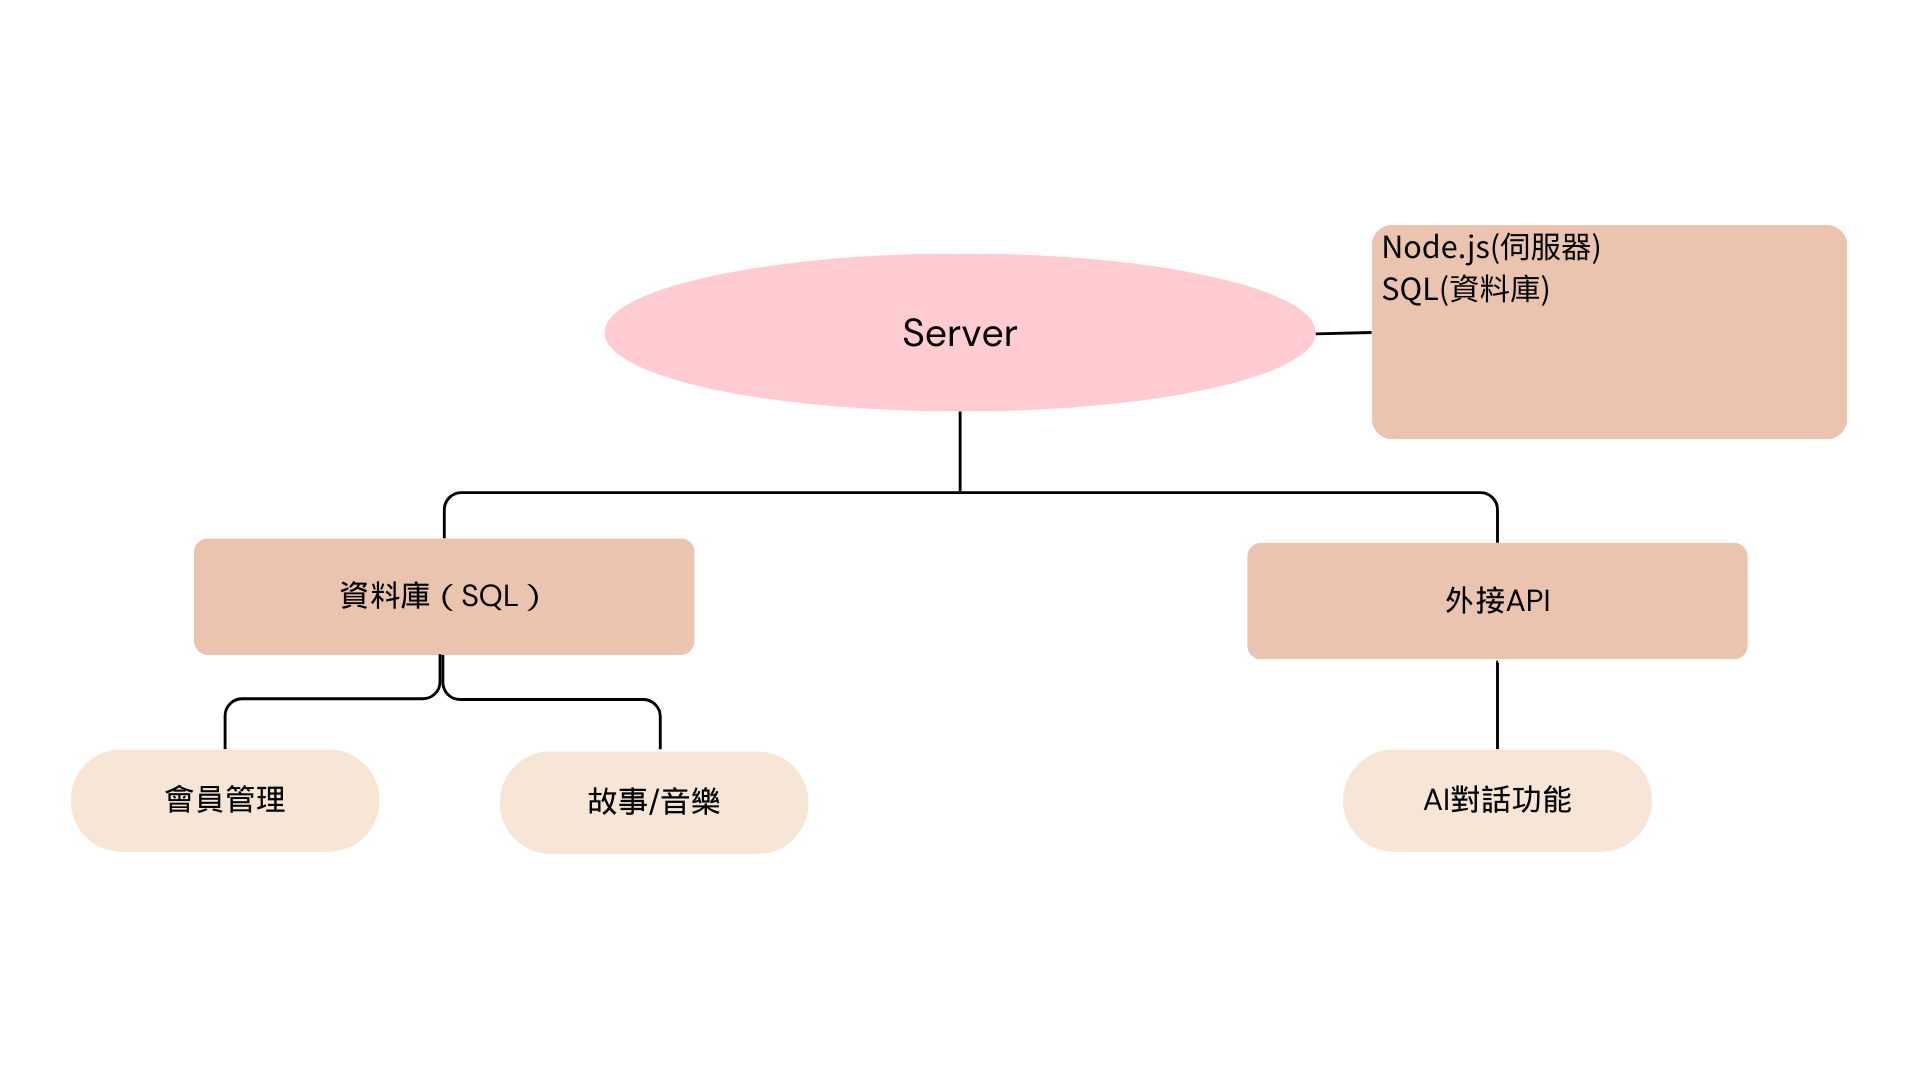 Node.js(伺服器)
SQL(資料庫)
Server
資料庫（SQL）
外接API
會員管理
故事/音樂
AI對話功能